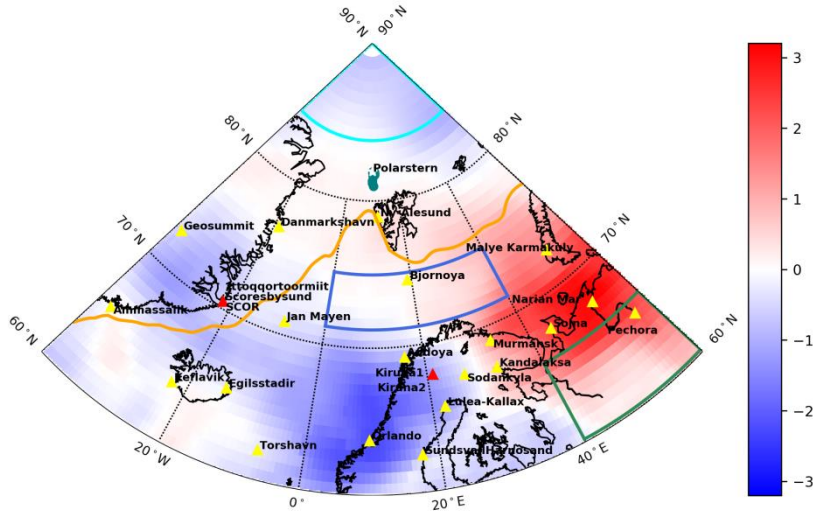 90°N
90°N
3
80°N
80°N
2
Polarstern
70°N
Danmarkshavn
Ny-Alesund
70°N
Geosummit
Malye Karmakuly
1
Bjornoya
Ittoqqortoormiit
Scoresbysund
SCOR
Narian Mar
0
Ammassalik
Jan Mayen
Sojna
Pechora
60°N
Murmansk
60°N
Andoya
Kandalaksa
Kiruna1
Sodankyla
-1
Keflavik
Egilsstadir
Kiruna2
Lulea-Kallax
-2
20°W
Torshavn
Orlando
Sundsvall-Harnosand
40°E
0°
20°E
-3